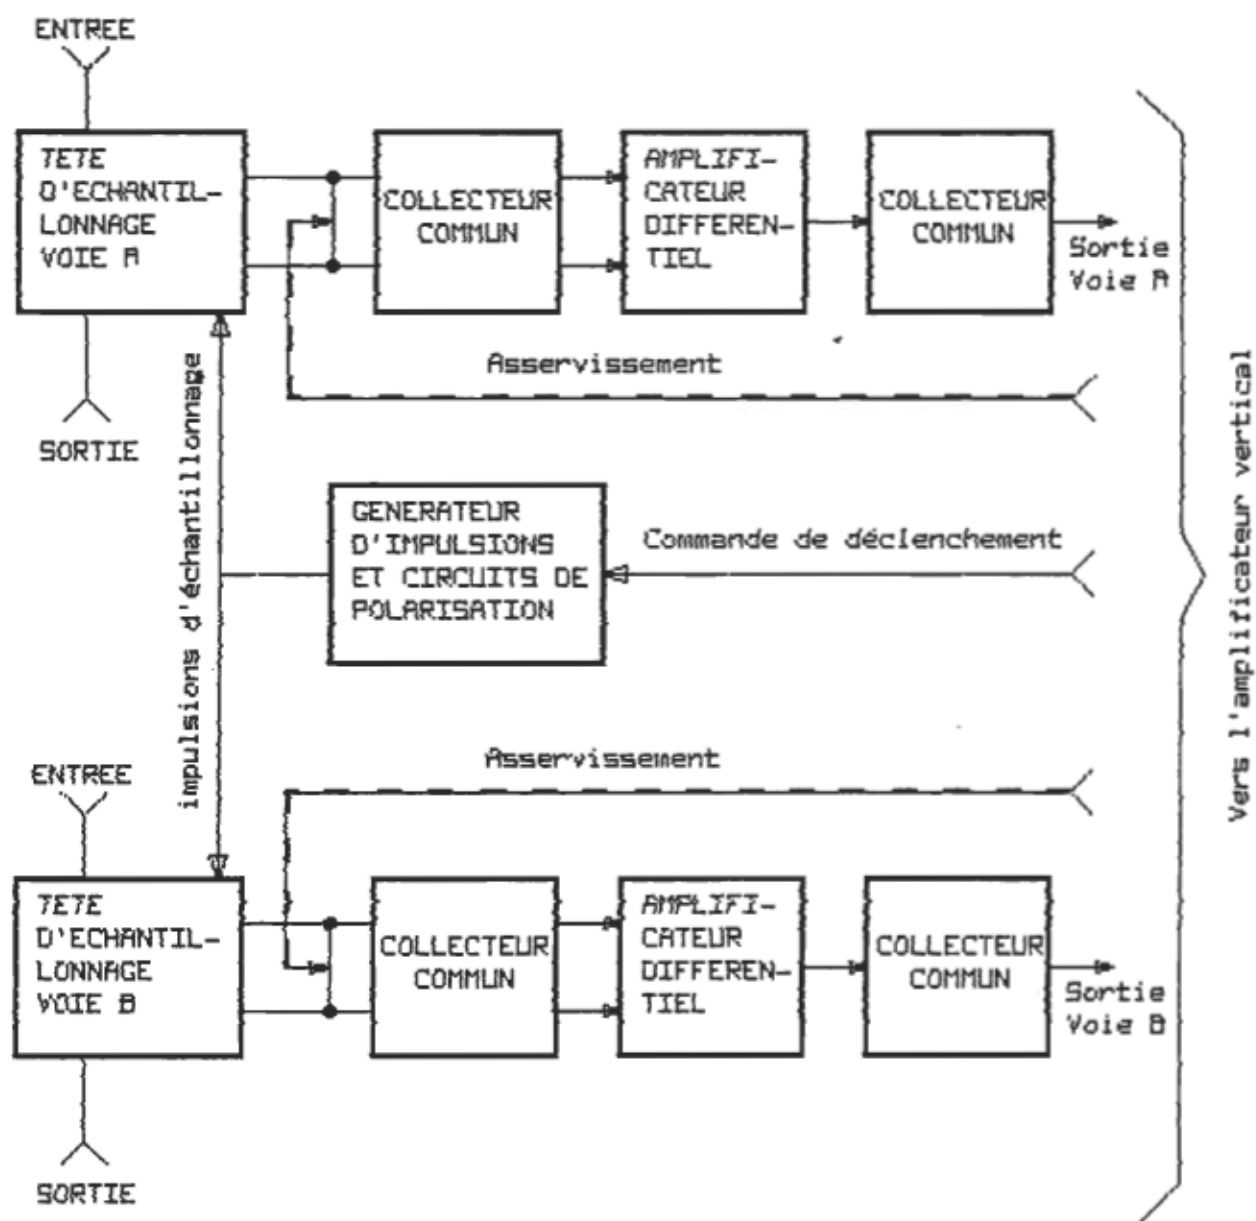 ENTREE
TETE
D'ECHANTIL-
LONNAGE
VOIE A
COLLECTEUR
COMMUN
AMPLIFI-
CATEUR
DIFFEREN-
TIEL
COLLECTEUR
COMMUN
Sortie
Voie A
Asservissement
SORTIE
impulsions d'échantillonnage
GENERATEUR
D'IMPULSIONS
ET CIRCUITS DE
POLARISATION
Commande de déclenchement
Vers l'amplificateur vertical
Asservissement
ENTREE
TETE
D'ECHANTIL-
LONNAGE
VOIE B
COLLECTEUR
COMMUN
AMPLIFI-
CATEUR
DIFFEREN-
TIEL
COLLECTEUR
COMMUN
Sortie
Voie B
SORTIE